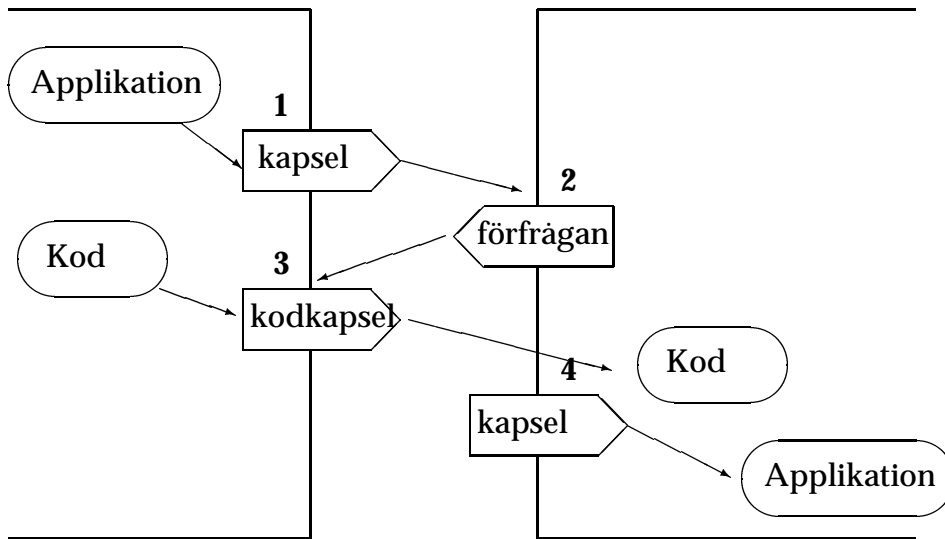 Applikation
1
kapsel
2
förfrågan
Kod
3
kodkapsel
Kod
4
kapsel
Applikation